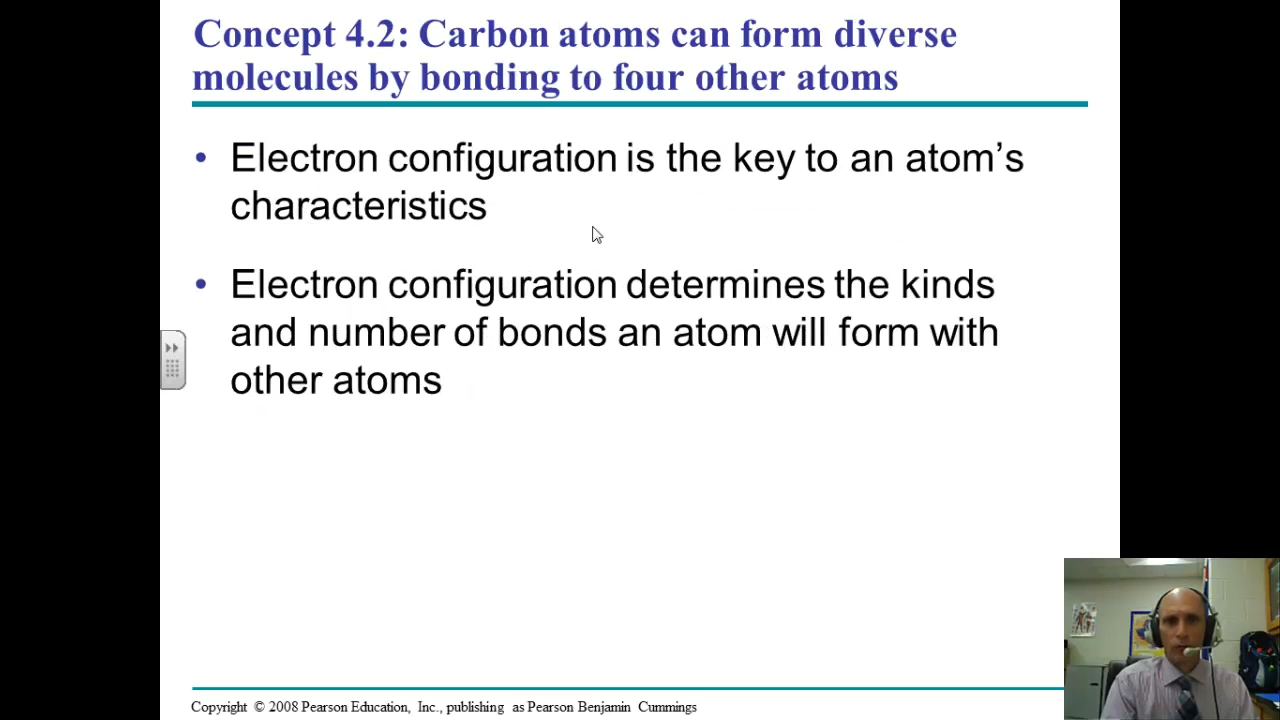 Concept 4.2: Carbon atoms can form diverse
molecules by bonding to four other atoms
• Electron configuration is the key to an atom’s
characteristics
• Electron configuration determines the kinds
and number of bonds an atom will form with
other atoms
Copyright © 2008 Pearson Education, Inc., publishing as Pearson Benjamin Cummings